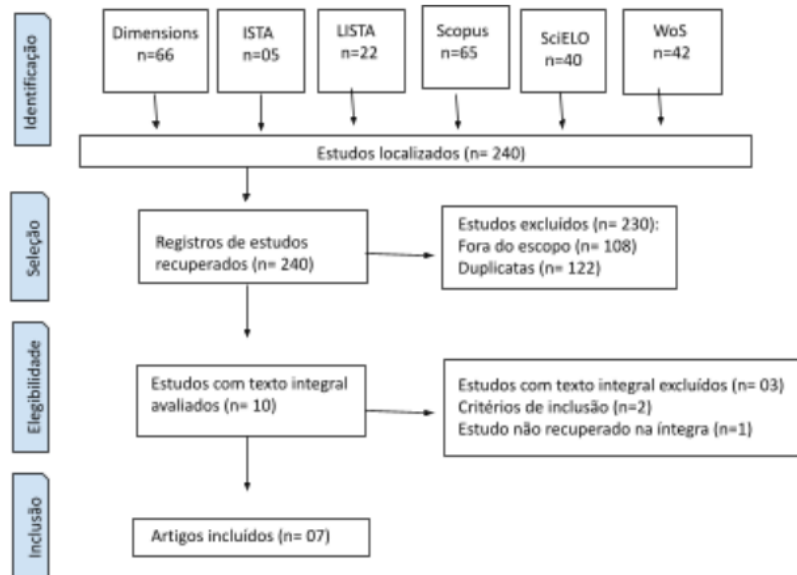 Identificação
Dimensions
n=66
ISTA
n=05
LISTA
n=22
Scopus
n=65
SciELO
n=40
WoS
n=42
Estudos localizados (n= 240)
Seleção
Registros de estudos
recuperados (n= 240)
Estudos excluídos (n= 230):
Fora do escopo (n= 108)
Duplicatas (n= 122)
Elegibilidade
Estudos com texto integral
avaliados (n= 10)
Estudos com texto integral excluídos (n= 03)
Critérios de inclusão (n=2)
Estudo não recuperado na íntegra (n=1)
Inclusão
Artigos incluídos (n= 07)